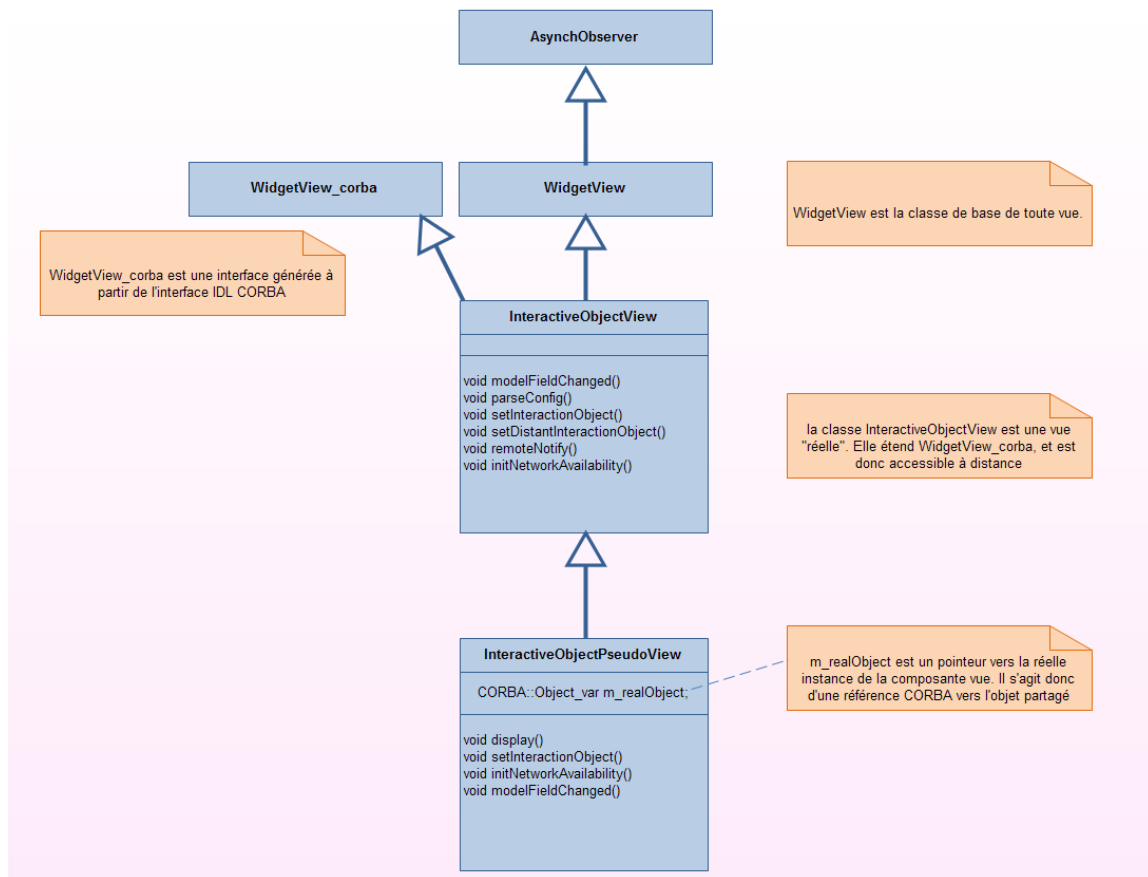 AsynchObserver
WidgetView_corba
WidgetView
WidgetView est la classe de base de toute vue.
WidgetView_corba est une interface générée à
partir de l'interface IDL CORBA
InteractiveObjectView
void modelFieldChanged()
void parseConfig()
void setInteractionObject()
void setDistantInteractionObject()
void remoteNotify()
void initNetworkAvailability()
la classe InteractiveObjectView est une vue
"réelle". Elle étend WidgetView_corba, et est
donc accessible à distance
InteractiveObjectPseudoView
CORBA::Object_var m_realObject;
void display()
void setInteractionObject()
void initNetworkAvailability()
void modelFieldChanged()
m_realObject est un pointeur vers la réelle
instance de la composante vue. Il s'agit donc
d'une référence CORBA vers l'objet partagé